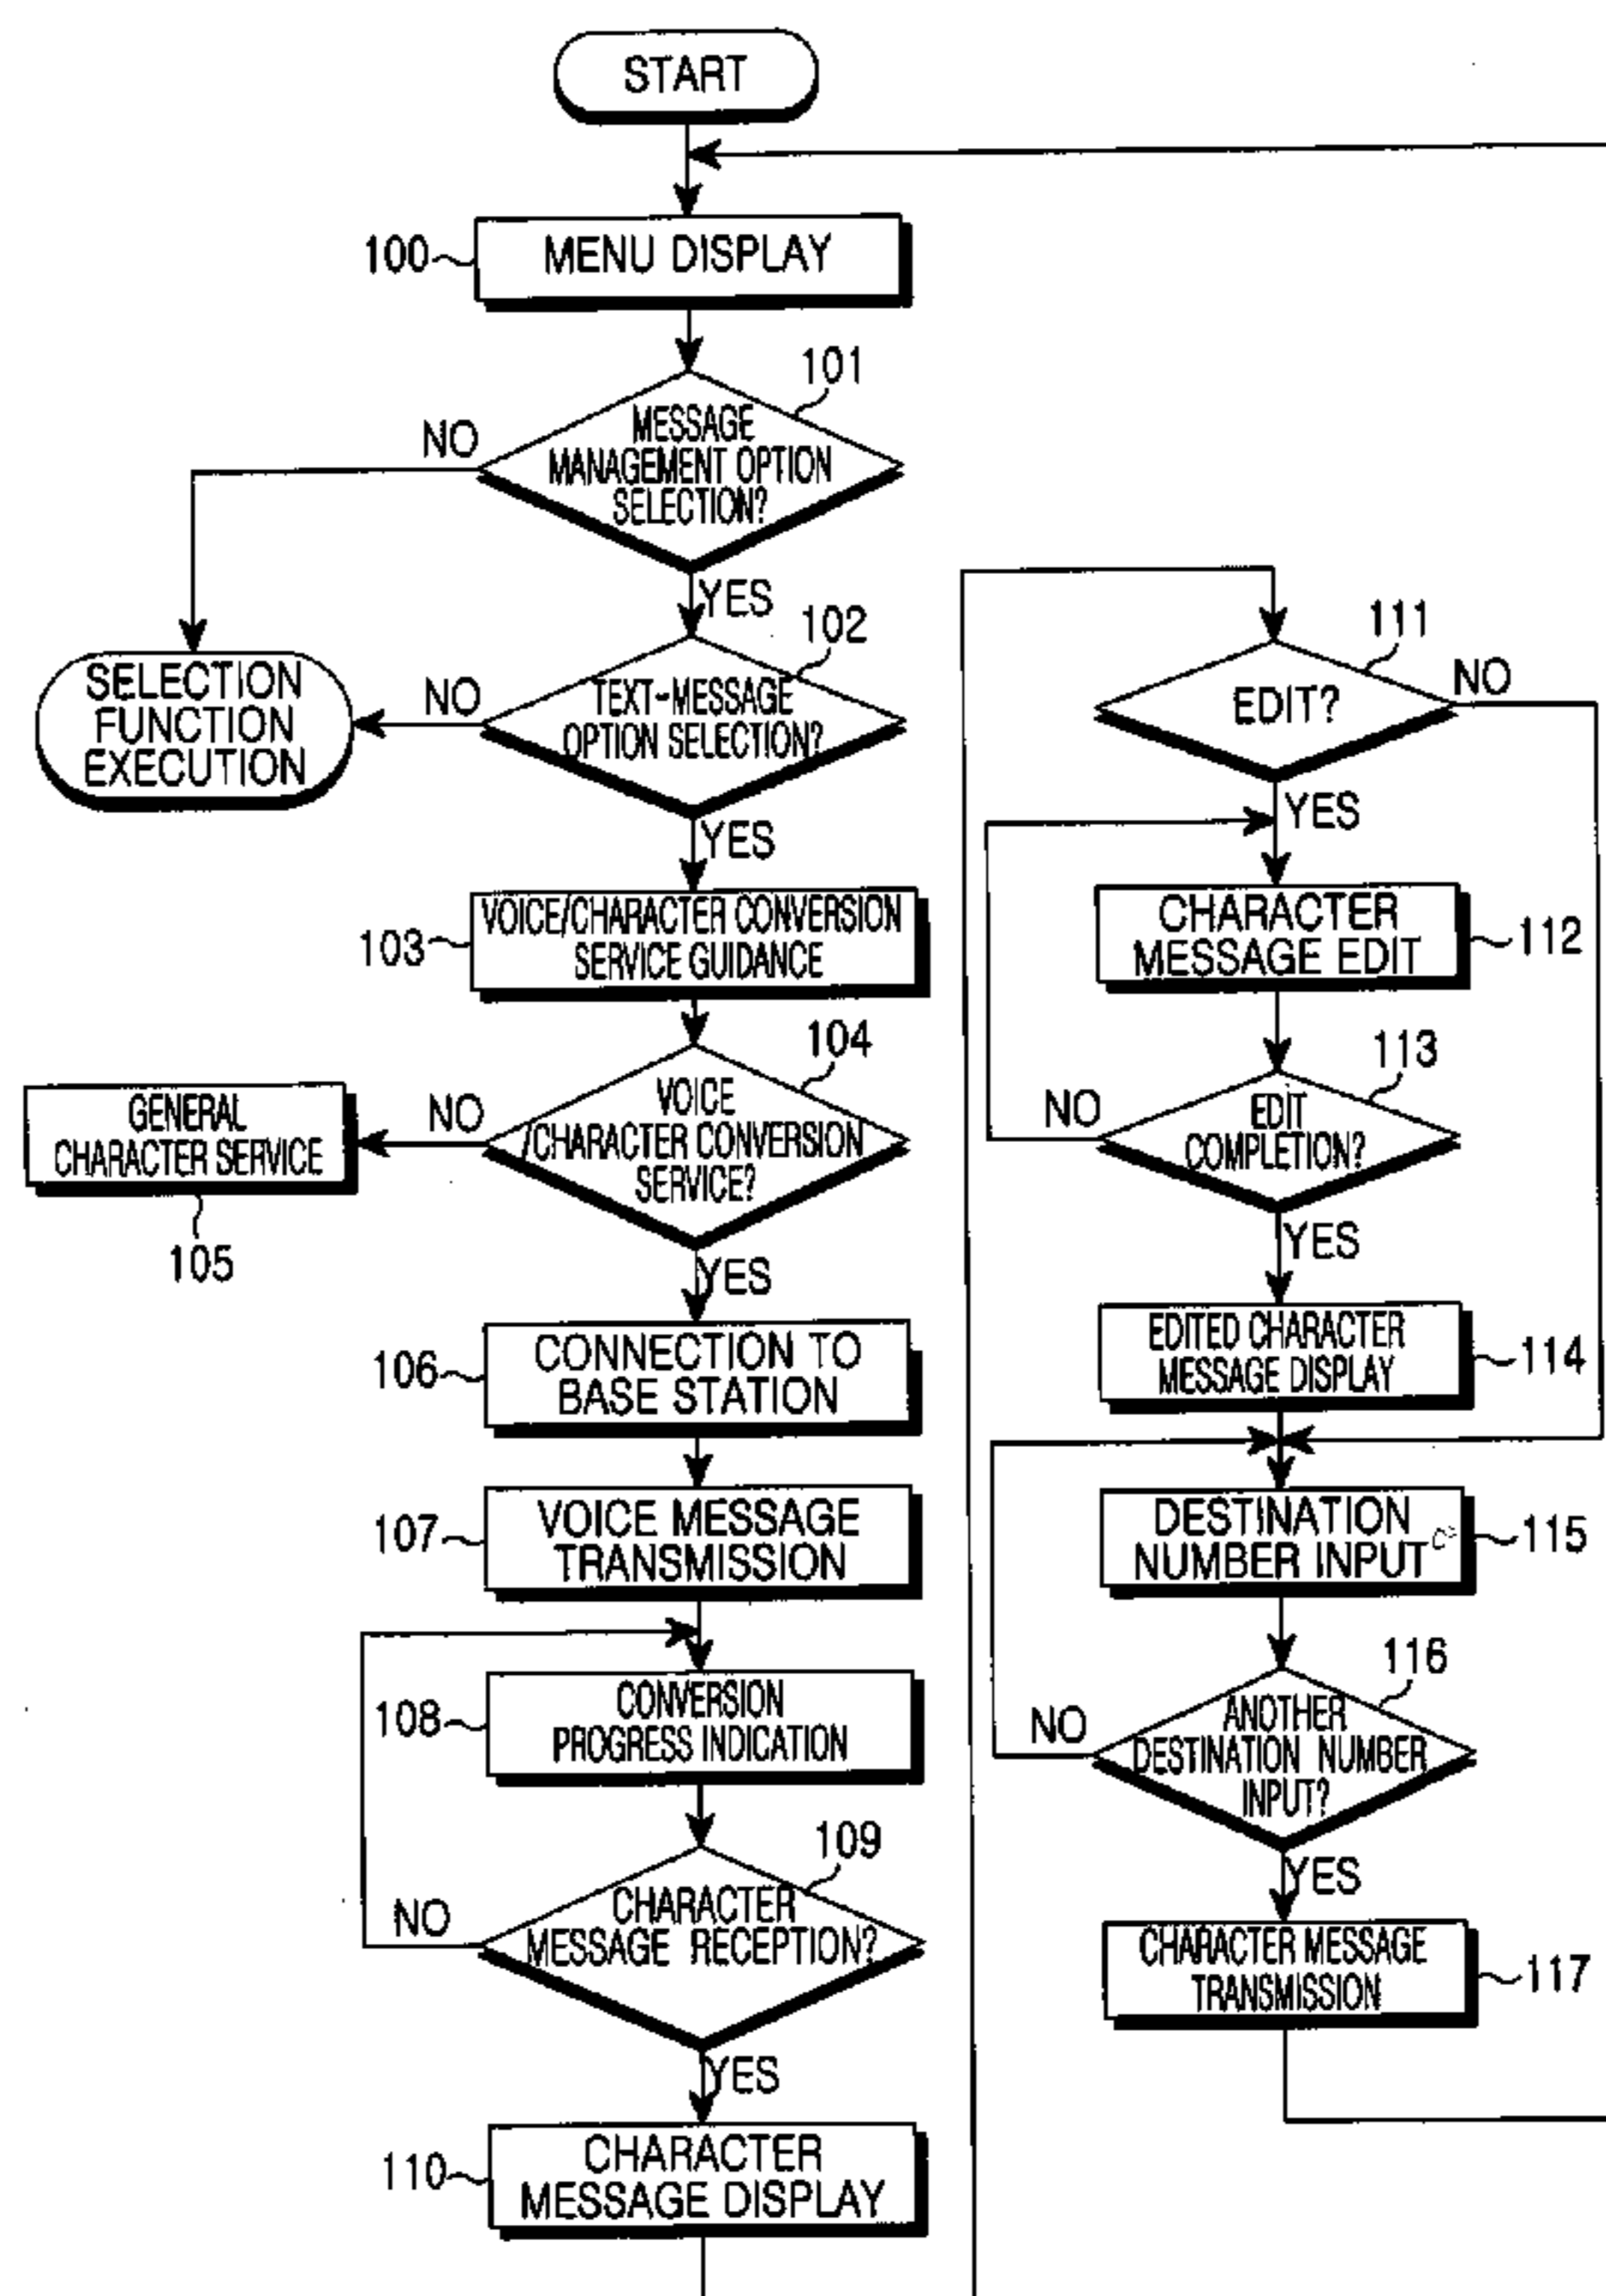 START
100
MENU DISPLAY
101
MESSAGE
MANAGEMENT OPTION
SELECTION?
NO
YES
102
TEXT-MESSAGE
OPTION SELECTION?
NO
SELECTION
FUNCTION
EXECUTION
YES
103
VOICE/CHARACTER CONVERSION
SERVICE GUIDANCE
104
VOICE
/CHARACTER CONVERSION
SERVICE?
NO
GENERAL
CHARACTER SERVICE
105
YES
106
CONNECTION TO
BASE STATION
107
VOICE MESSAGE
TRANSMISSION
108
CONVERSION
PROGRESS INDICATION
109
CHARACTER
MESSAGE RECEPTION?
NO
YES
110
CHARACTER
MESSAGE DISPLAY
111
EDIT?
NO
YES
CHARACTER
MESSAGE EDIT
112
113
EDIT
COMPLETION?
NO
YES
EDITED CHARACTER
MESSAGE DISPLAY
114
DESTINATION
NUMBER INPUT
115
116
ANOTHER
DESTINATION NUMBER
INPUT?
NO
YES
CHARACTER MESSAGE
TRANSMISSION
117